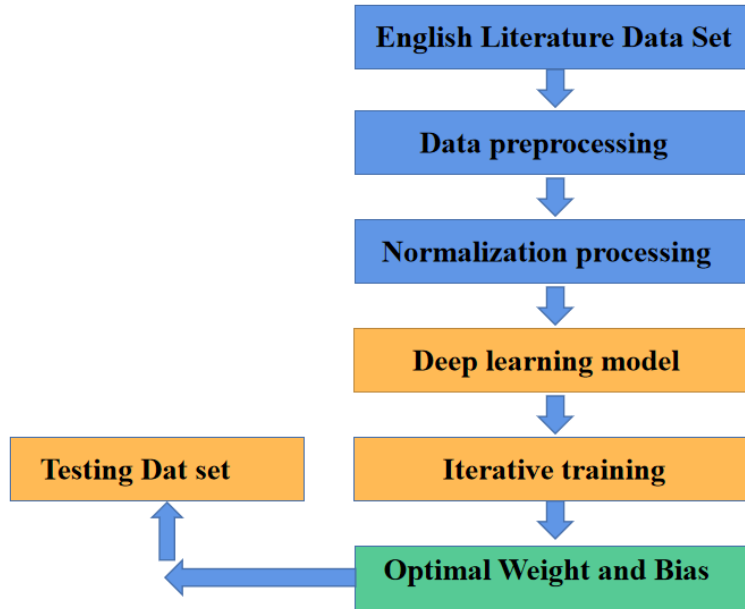 English Literature Data Set
Data preprocessing
Normalization processing
Deep learning model
Testing Dat set
Iterative training
Optimal Weight and Bias